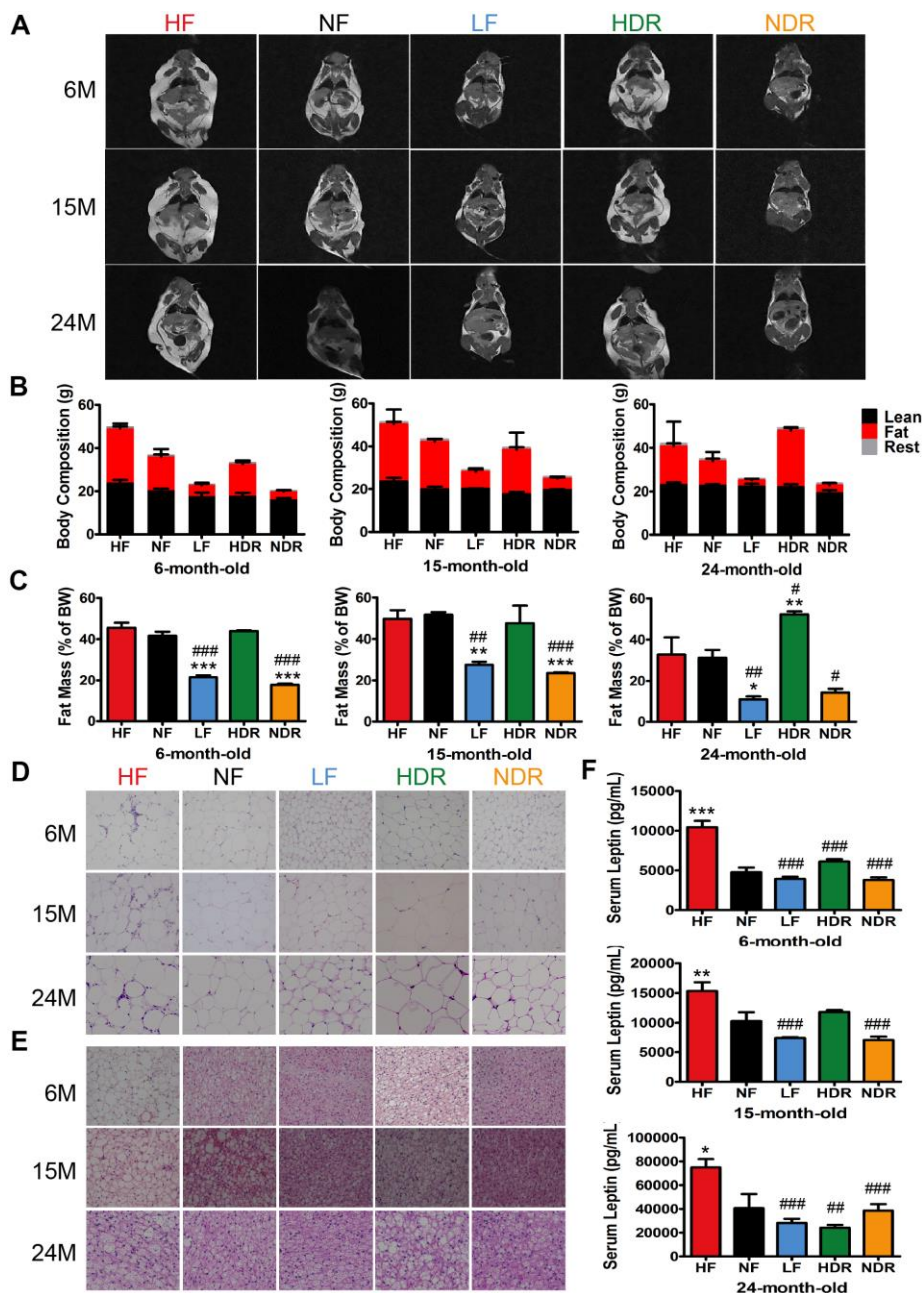 A
HF NF LF HDR NDR
6M
15M
24M
B
Body Composition (g)
60
40
20
0
HF NF LF HDR NDR
6-month-old
Body Composition (g)
60
40
20
0
HF NF LF HDR NDR
15-month-old
Body Composition (g)
60
40
20
0
HF NF LF HDR NDR
24-month-old
Lean
Fat
Rest
C
Fat Mass (% of BW)
60
40
20
0
###
***
###
***
HF NF LF HDR NDR
6-month-old
Fat Mass (% of BW)
60
40
20
0
##
**
###
***
HF NF LF HDR NDR
15-month-old
Fat Mass (% of BW)
60
40
20
0
##
*
#
**
#
HF NF LF HDR NDR
24-month-old
D
HF NF LF HDR NDR
6M
15M
24M
E
6M
15M
24M
F
Serum Leptin (pg/mL)
15000
10000
5000
0
*** ### ### ###
HF NF LF HDR NDR
6-month-old
Serum Leptin (pg/mL)
20000
15000
10000
5000
0
** ### ###
HF NF LF HDR NDR
15-month-old
Serum Leptin (pg/mL)
100000
80000
60000
40000
20000
0
* ### ## ###
HF NF LF HDR NDR
24-month-old